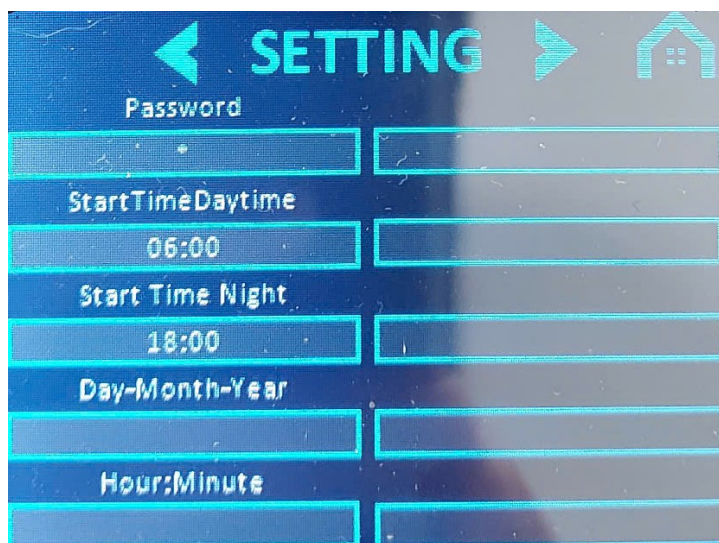 SETTING
Password
*
StartTimeDaytime
06:00
Start Time Night
18:00
Day-Month-Year
Hour:Minute